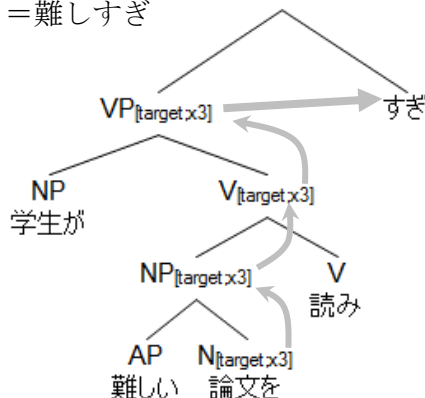 =難しすぎ
VP[target;x3]
すぎ
NP
学生が
V[target;x3]
NP[target;x3]
V
読み
AP
難しい
N[target;x3]
論文を